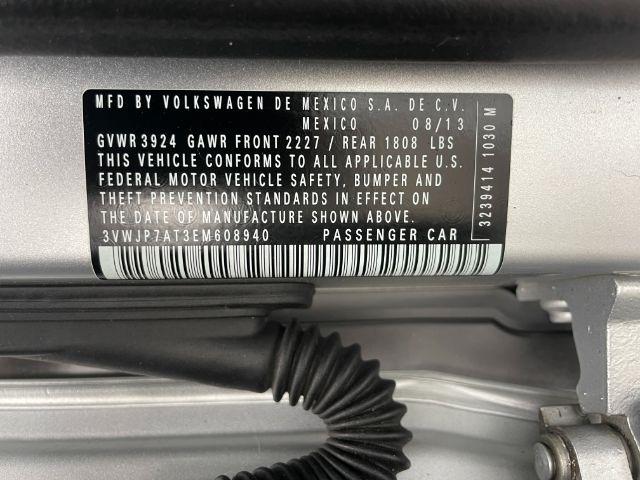 MFD BY VOLKSWAGEN DE MEXICO S.A. DE C.V.
MEXICO 08/13
GVWR 3924 GAWR FRONT 2227 / REAR 1808 LBS
THIS VEHICLE CONFORMS TO ALL APPLICABLE U.S.
FEDERAL MOTOR VEHICLE SAFETY, BUMPER AND
THEFT PREVENTION STANDARDS IN EFFECT ON
THE DATE OF MANUFACTURE SHOWN ABOVE.
3VWJP7AT3EM608940 PASSENGER CAR
3239414 1030 M